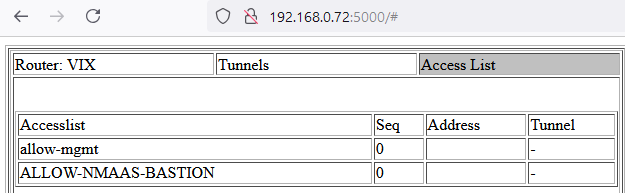 192.168.0.72:5000/#
Router: VIX Tunnels Access List
Accesslist Seq Address Tunnel
allow-mgmt 0 -
ALLOW-NMAAS-BASTION 0 -